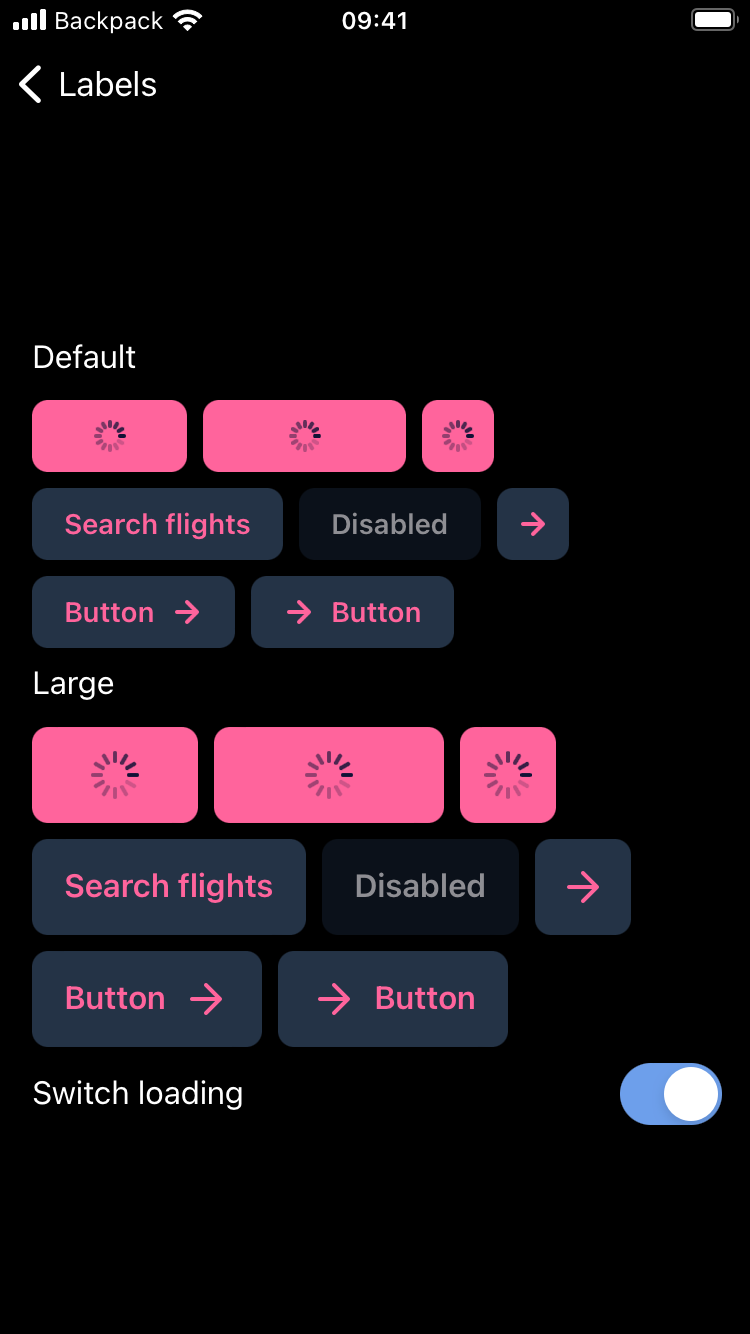 Backpack 09:41
Labels
Default
Search flights Disabled
Button Button
Large
Search flights Disabled
Button Button
Switch loading